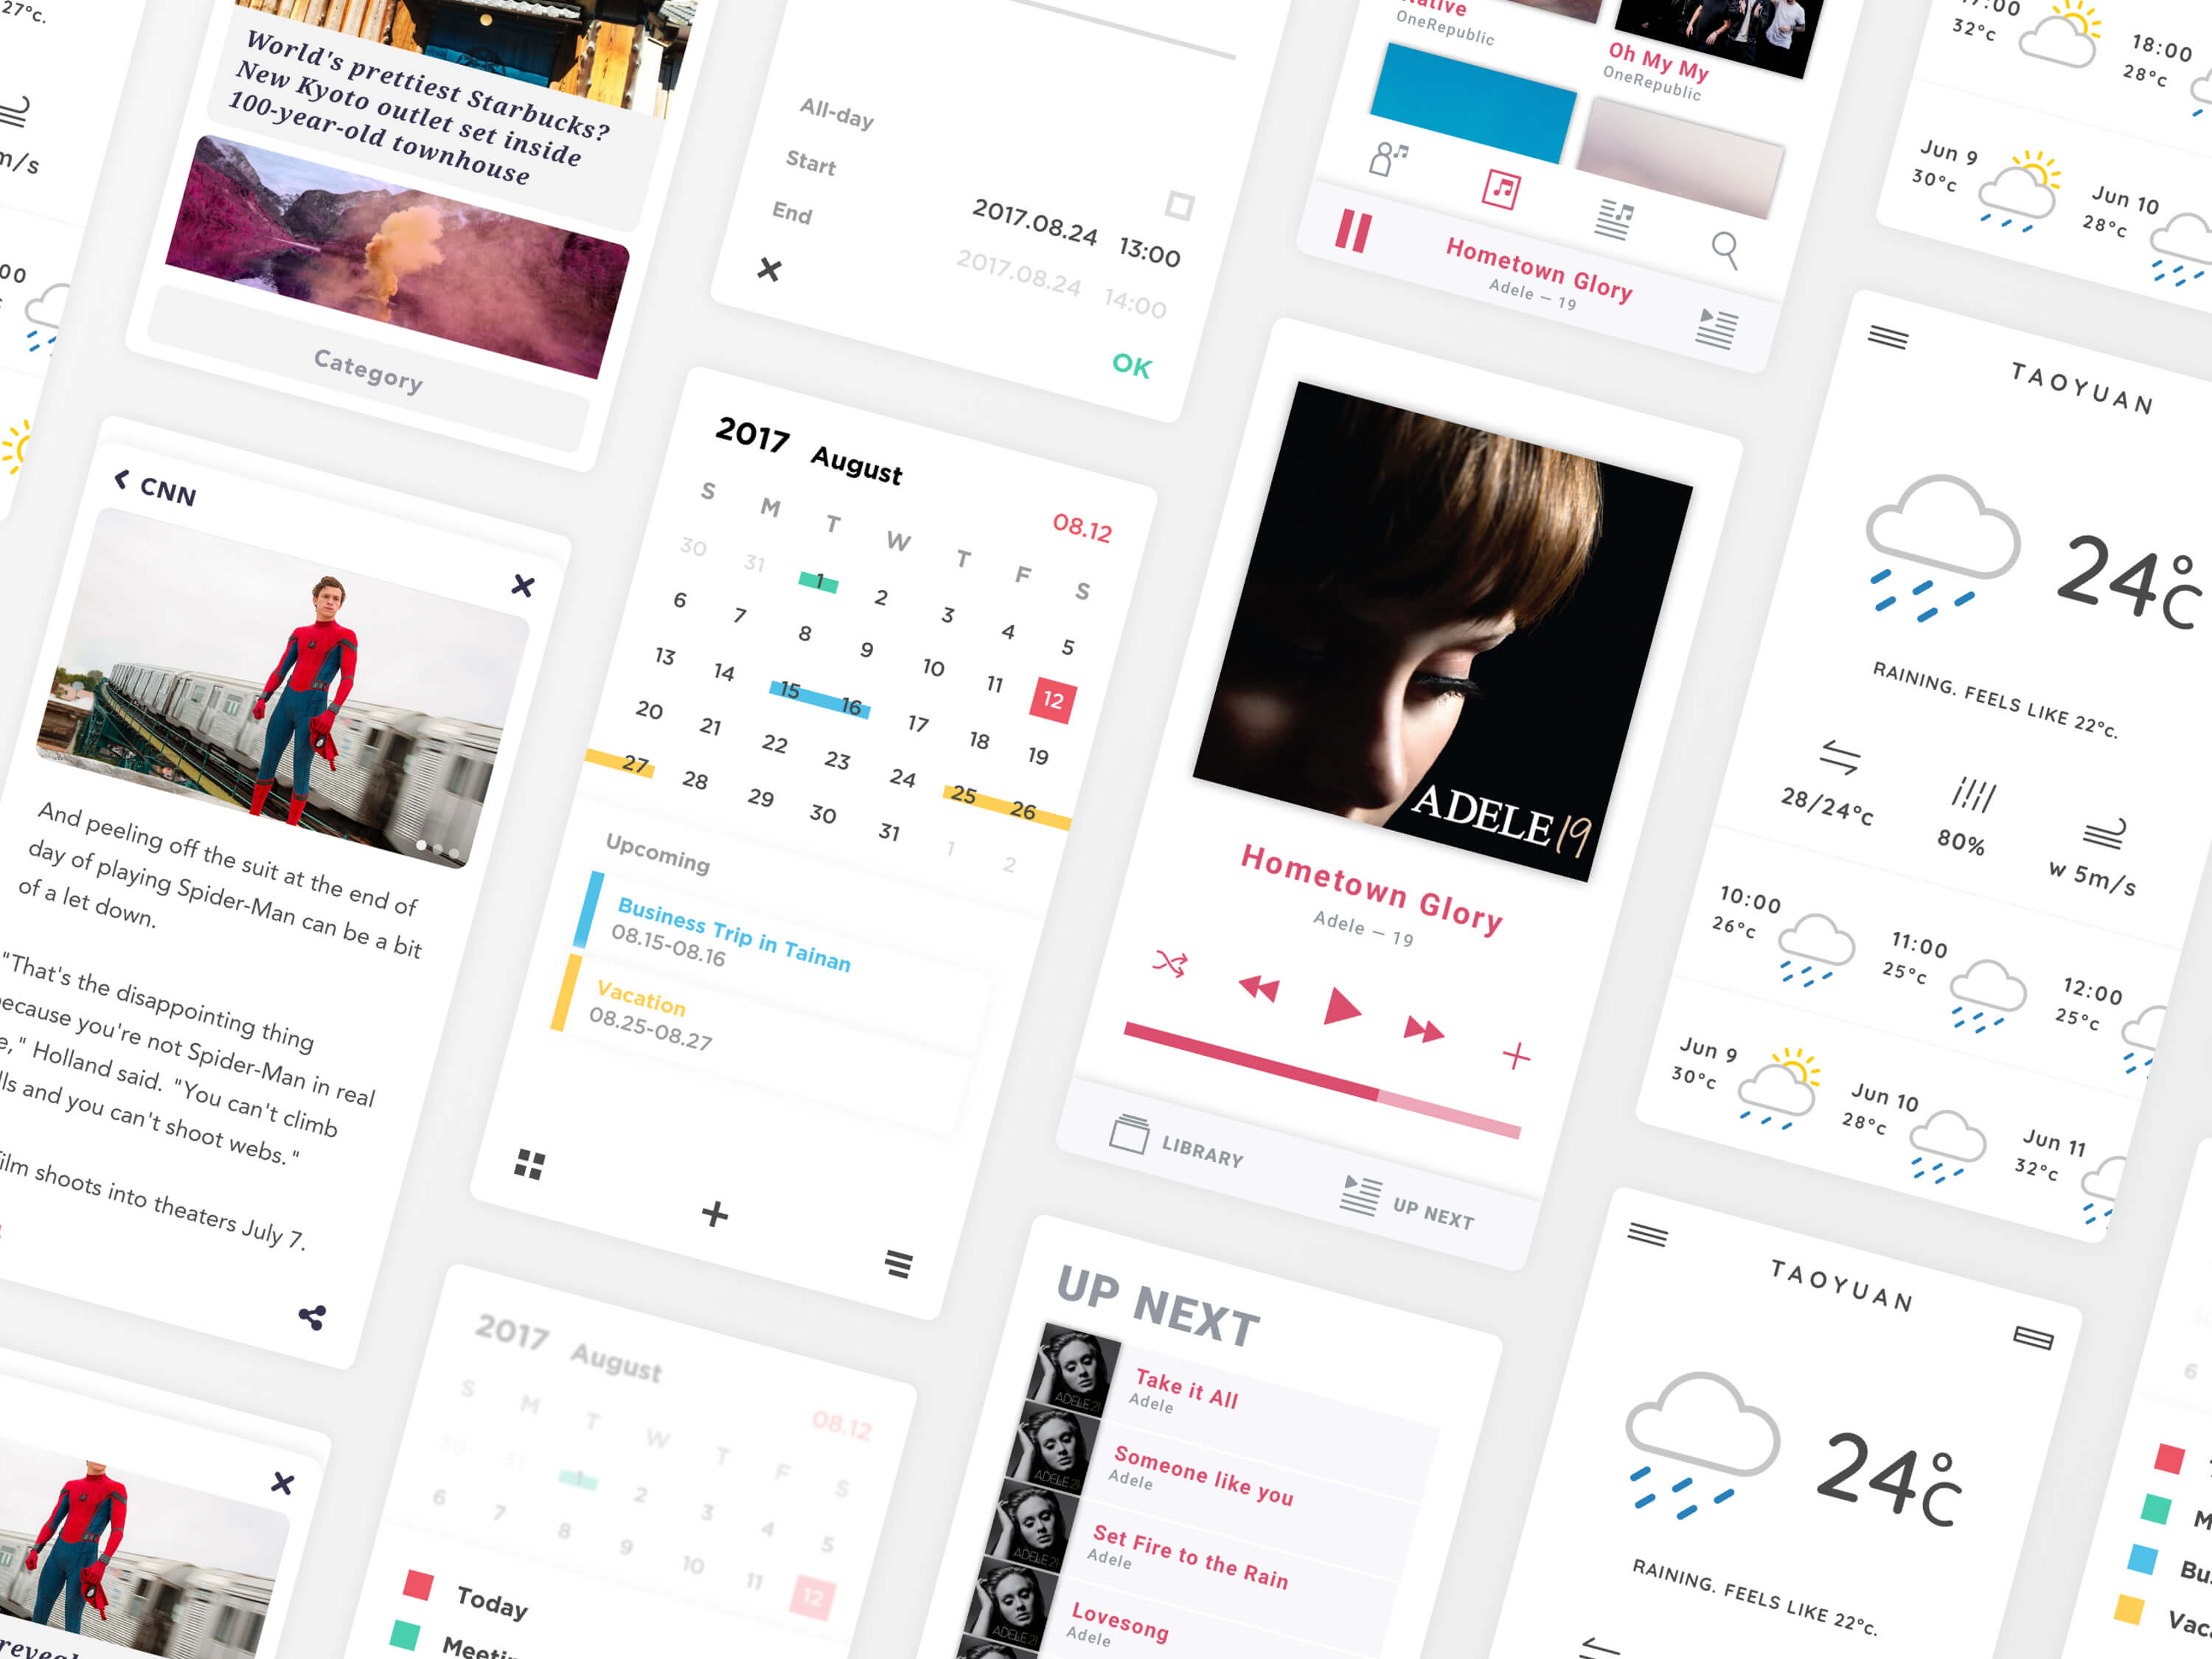 27°c.
m/s
World's prettiest Starbucks?
New Kyoto outlet set inside
100-year-old townhouse
Category
CNN
And peeling off the suit at the end of
day of playing Spider-Man can be a bit
of a let down.
"That's the disappointing thing
because you're not Spider-Man in real
," Holland said. "You can't climb
and you can't shoot webs."
film shoots into theaters July 7.
All-day
Start 2017.08.24 13:00
End 2017.08.24 14:00
OK
2017 August
08.12
S M T W T F S
30 31 1 2 3 4 5
6 7 8 9 10 11 12
13 14 15 16 17 18 19
20 21 22 23 24 25 26
27 28 29 30 31 1 2
Upcoming
Business Trip in Tainan
08.15-08.16
Vacation
08.25-08.27
2017 August
08.12
S M T W T F S
30 31 1 2 3 4 5
6 7 8 9 10 11 12
Today
Native
OneRepublic
Oh My My
OneRepublic
Hometown Glory
Adele – 19
ADELE 19
Hometown Glory
Adele – 19
LIBRARY
UP NEXT
UP NEXT
ADELE 21
Take it All
Adele
ADELE 21
Someone like you
Adele
ADELE 21
Set Fire to the Rain
Adele
ADELE 21
Lovesong
Adele
32°c
18:00
28°c
Jun 9
30°c
Jun 10
28°c
TAOYUAN
24°c
RAINING. FEELS LIKE 22°c.
28/24°c
80%
w 5m/s
10:00
26°c
11:00
25°c
12:00
25°c
Jun 9
30°c
Jun 10
28°c
Jun 11
32°c
TAOYUAN
24°c
RAINING. FEELS LIKE 22°c.
6